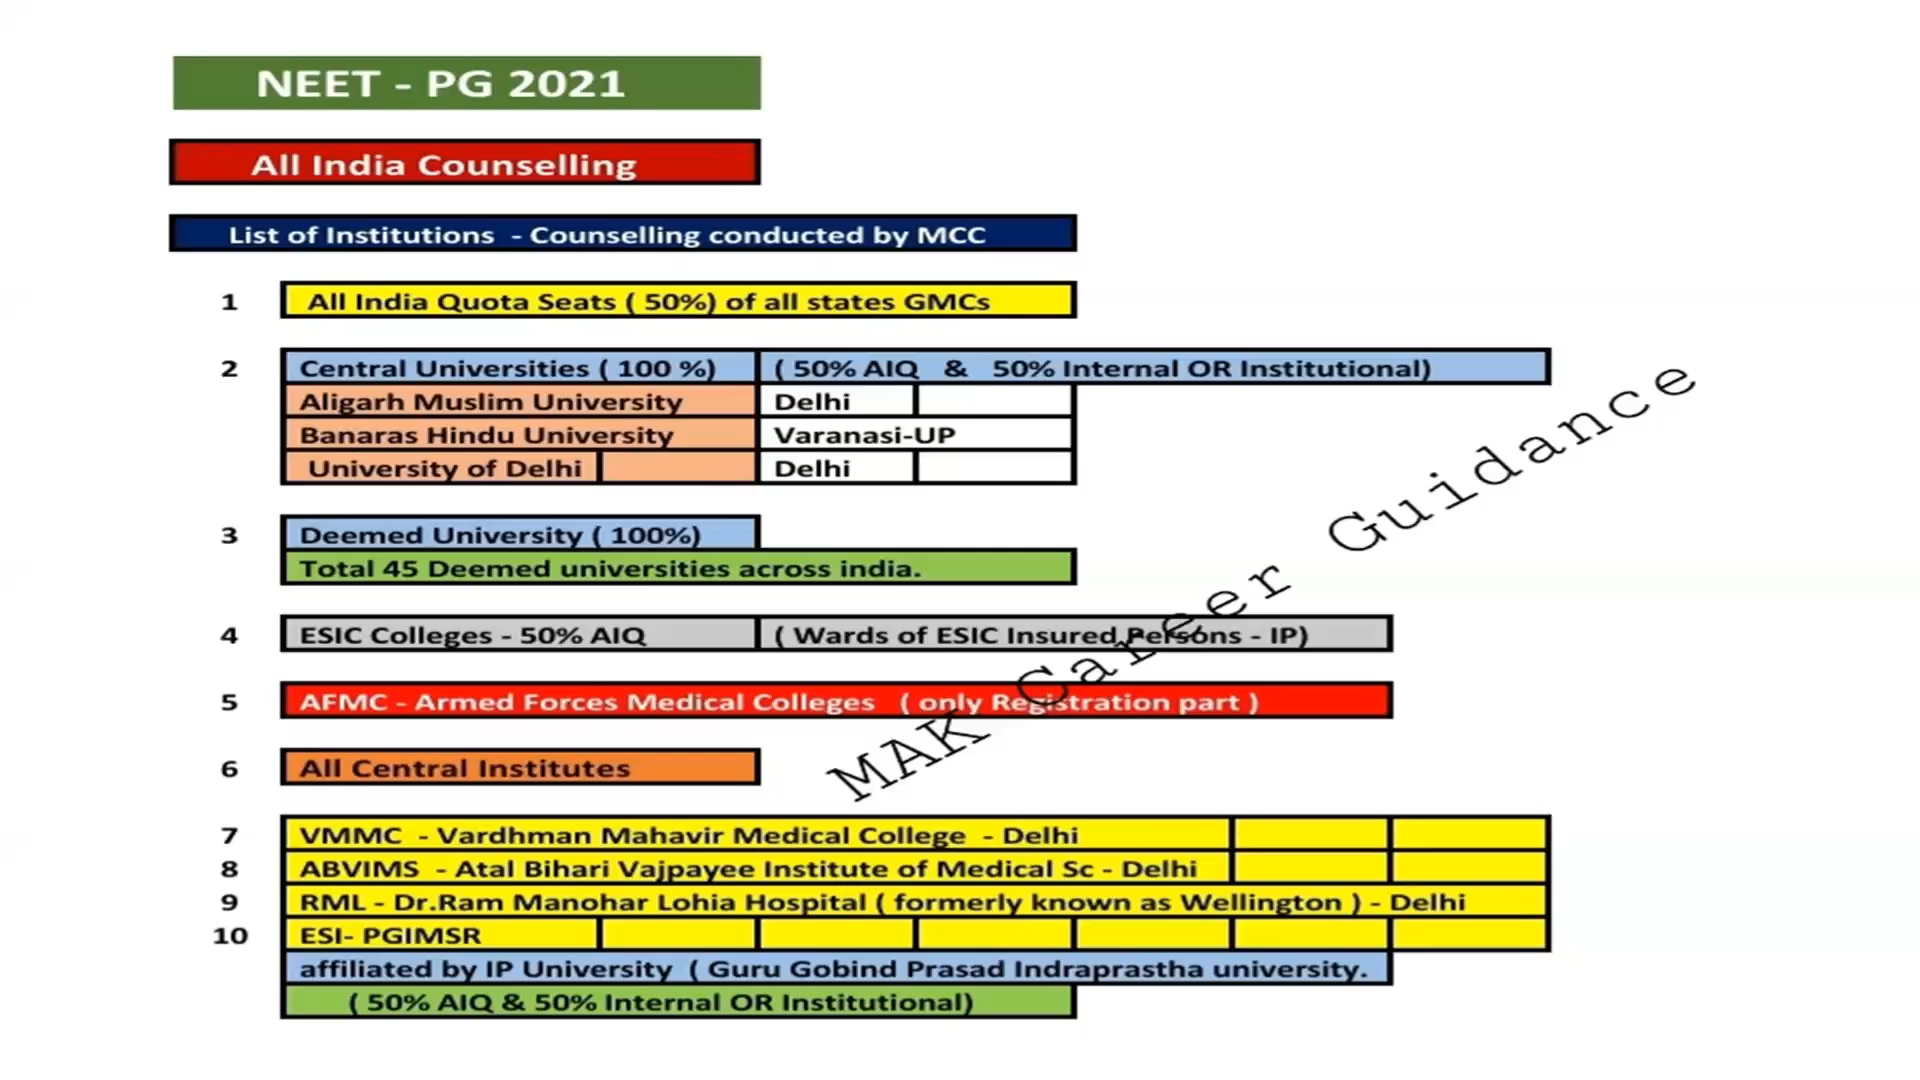 NEET - PG 2021
All India Counselling
List of Institutions - Counselling conducted by MCC
1 All India Quota Seats ( 50%) of all states GMCs
2 Central Universities ( 100 %) ( 50% AIQ & 50% Internal OR Institutional)
Aligarh Muslim University Delhi
Banaras Hindu University Varanasi-UP
University of Delhi Delhi
3 Deemed University ( 100%)
Total 45 Deemed universities across india.
4 ESIC Colleges - 50% AIQ ( Wards of ESIC Insured Persons - IP)
5 AFMC - Armed Forces Medical Colleges ( only Registration part )
6 All Central Institutes
7 VMMC - Vardhman Mahavir Medical College - Delhi
8 ABVIMS - Atal Bihari Vajpayee Institute of Medical Sc - Delhi
9 RML - Dr.Ram Manohar Lohia Hospital ( formerly known as Wellington ) - Delhi
10 ESI- PGIMSR
affiliated by IP University ( Guru Gobind Prasad Indraprastha university.
( 50% AIQ & 50% Internal OR Institutional)
MAK Career Guidance